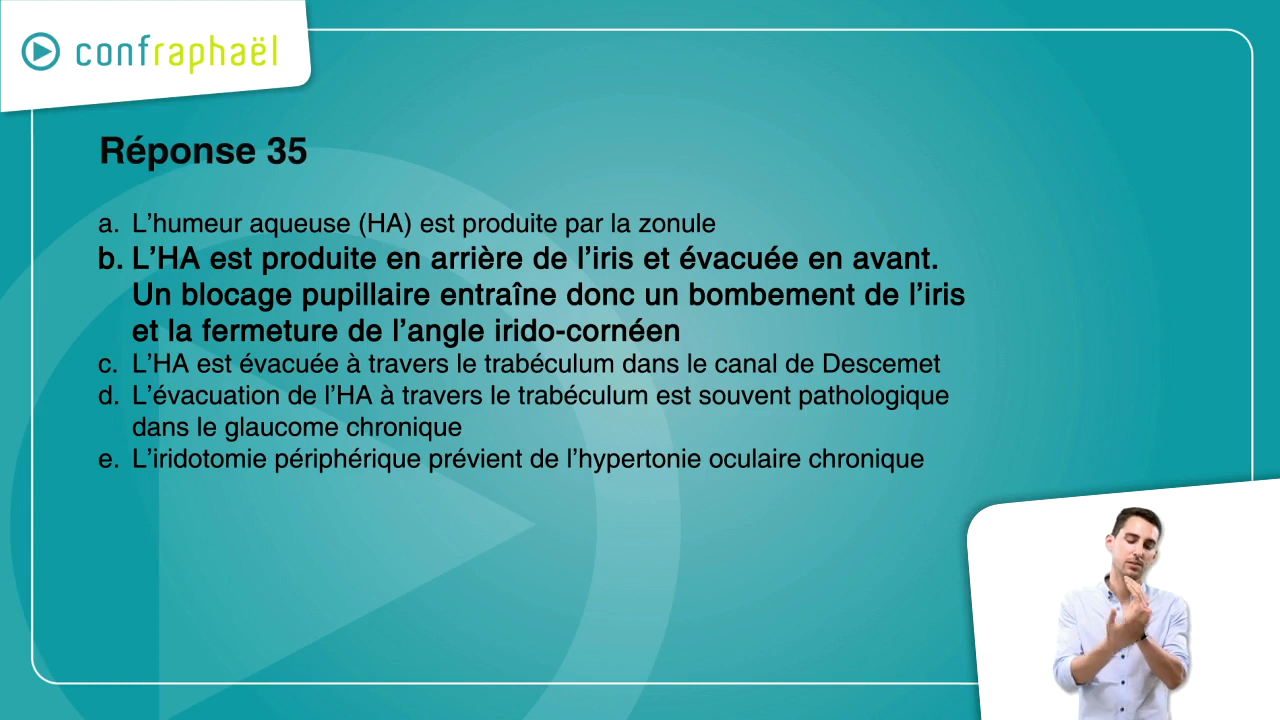 confraphaël
Réponse 35
a. L’humeur aqueuse (HA) est produite par la zonule
b. L’HA est produite en arrière de l’iris et évacuée en avant.
Un blocage pupillaire entraîne donc un bombement de l’iris
et la fermeture de l’angle irido-cornéen
c. L’HA est évacuée à travers le trabéculum dans le canal de Descemet
d. L’évacuation de l’HA à travers le trabéculum est souvent pathologique
dans le glaucome chronique
e. L’iridotomie périphérique prévient de l’hypertonie oculaire chronique